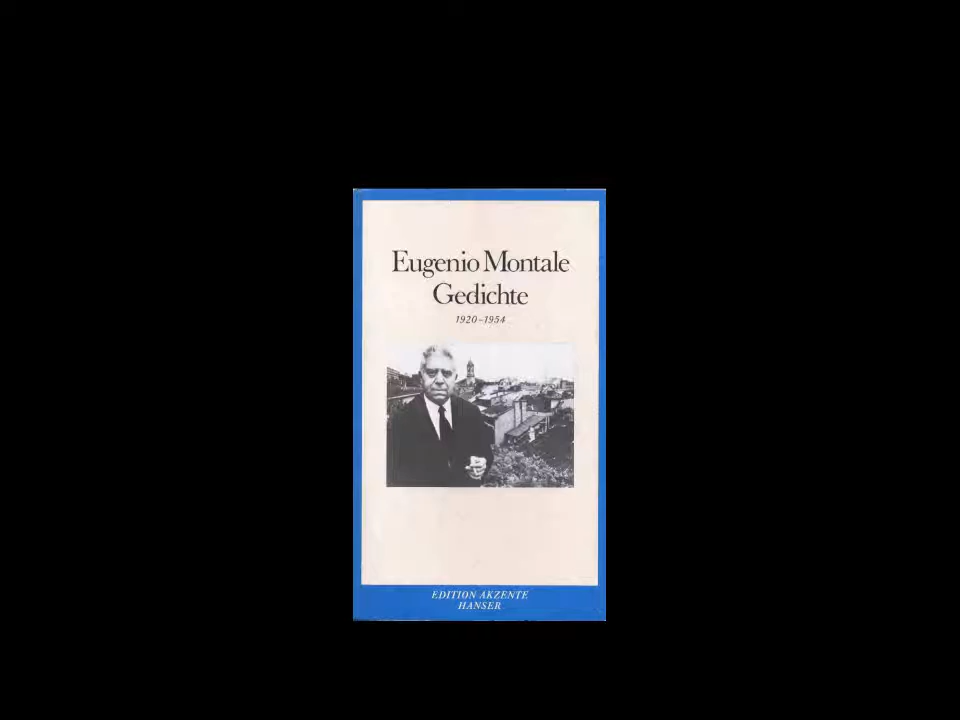 Eugenio Montale
Gedichte
1920–1954
EDITION AKZENTE
HANSER